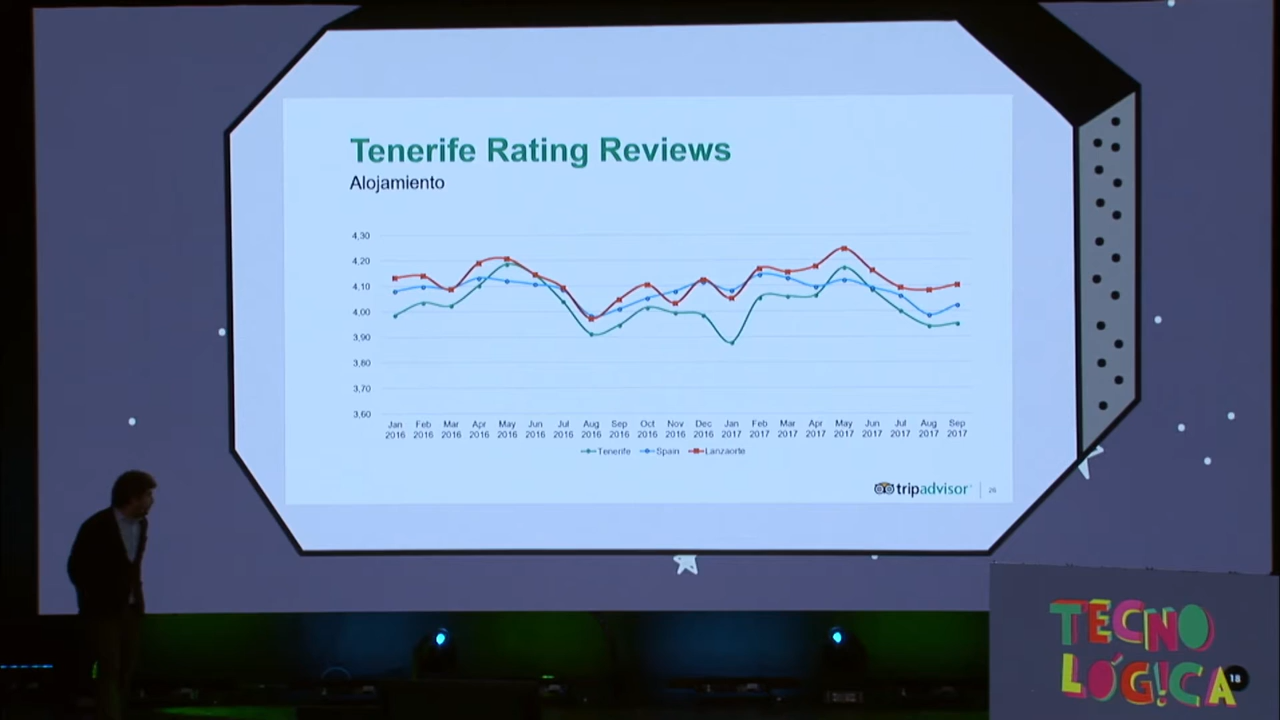 Tenerife Rating Reviews
Alojamiento
4,30
4,20
4,10
4,00
3,90
3,80
3,70
3,60
Jan Feb Mar Apr May Jun Jul Aug Sep Oct Nov Dec Jan Feb Mar Apr May Jun Jul Aug Sep
2016 2016 2016 2016 2016 2016 2016 2016 2016 2016 2016 2016 2017 2017 2017 2017 2017 2017 2017 2017 2017
Tenerife Spain Lanzaorte
tripadvisor 26
TECNO
LÓG!CA 18